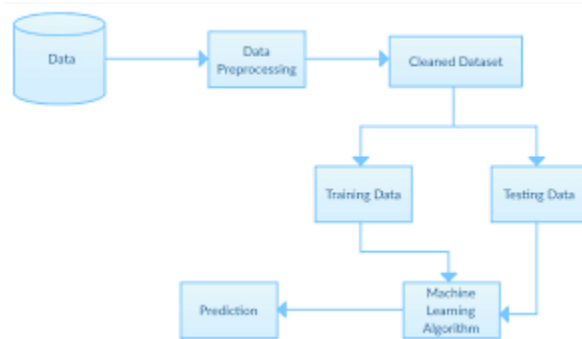 Data
Data
Preprocessing
Cleaned Dataset
Training Data
Testing Data
Machine
Learning
Algorithm
Prediction